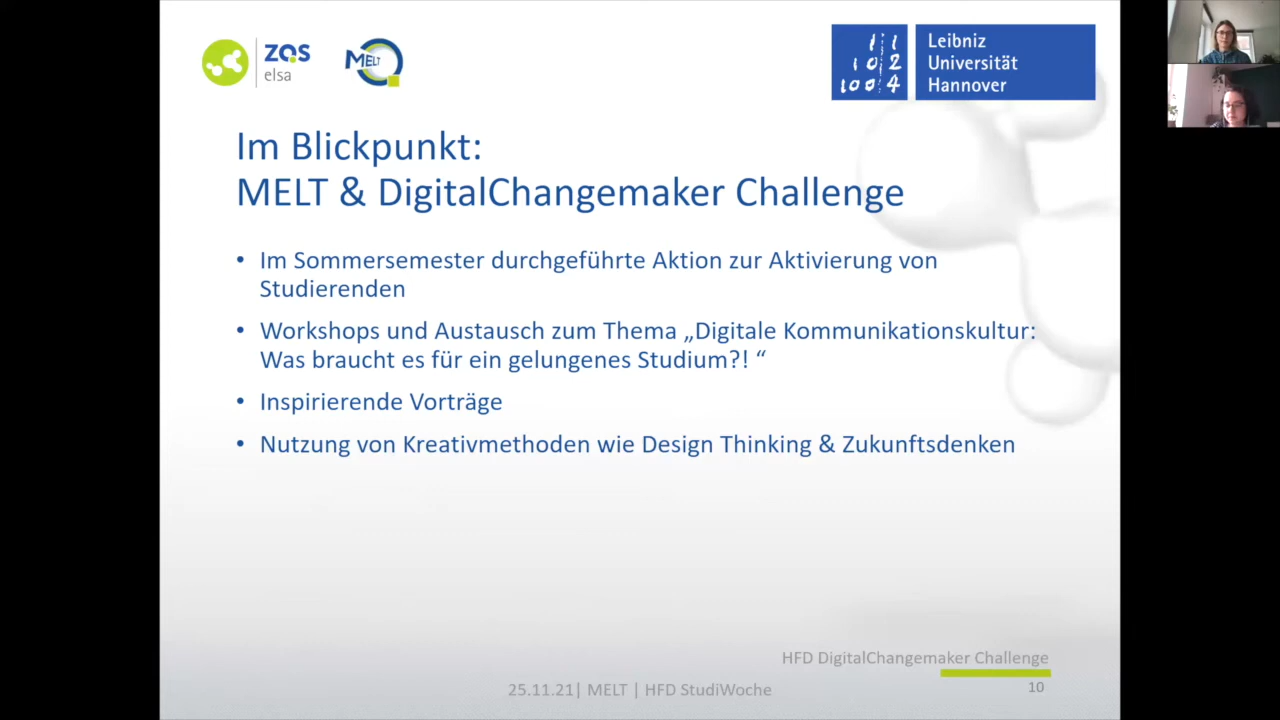 ZQS
elsa
MELT
Leibniz
Universität
Hannover
Im Blickpunkt:
MELT & DigitalChangemaker Challenge
• Im Sommersemester durchgeführte Aktion zur Aktivierung von
Studierenden
• Workshops und Austausch zum Thema „Digitale Kommunikationskultur:
Was braucht es für ein gelungenes Studium?! “
• Inspirierende Vorträge
• Nutzung von Kreativmethoden wie Design Thinking & Zukunftsdenken
HFD DigitalChangemaker Challenge
25.11.21| MELT | HFD StudiWoche
10